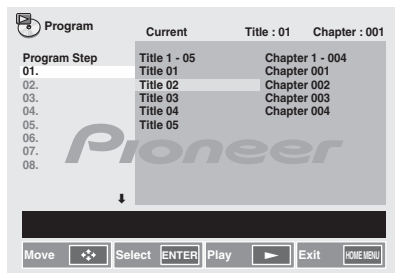 Program Current Title : 01 Chapter : 001
Program Step Title 1 - 05 Chapter 1 - 004
01. Title 01 Chapter 001
02. Title 02 Chapter 002
03. Title 03 Chapter 003
04. Title 04 Chapter 004
05. Title 05
06.
07.
08.
Pioneer
Move Select ENTER Play Exit HOME MENU